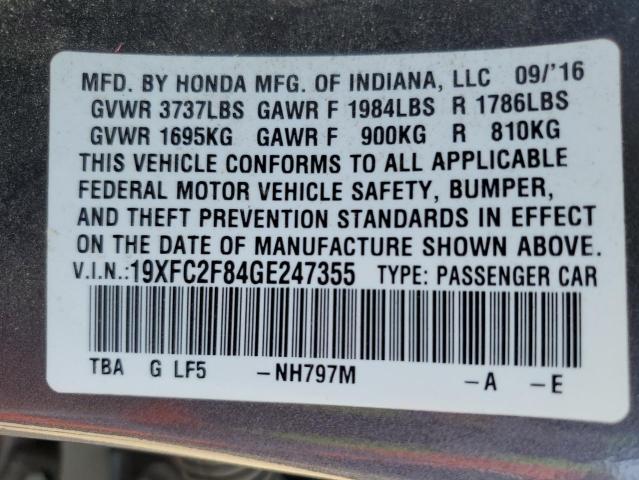 MFD. BY HONDA MFG. OF INDIANA, LLC 09/'16
GVWR 3737LBS GAWR F 1984LBS R 1786LBS
GVWR 1695KG GAWR F 900KG R 810KG
THIS VEHICLE CONFORMS TO ALL APPLICABLE
FEDERAL MOTOR VEHICLE SAFETY, BUMPER,
AND THEFT PREVENTION STANDARDS IN EFFECT
ON THE DATE OF MANUFACTURE SHOWN ABOVE.
V.I.N.:19XFC2F84GE247355 TYPE: PASSENGER CAR
TBA G LF5 -NH797M -A -E